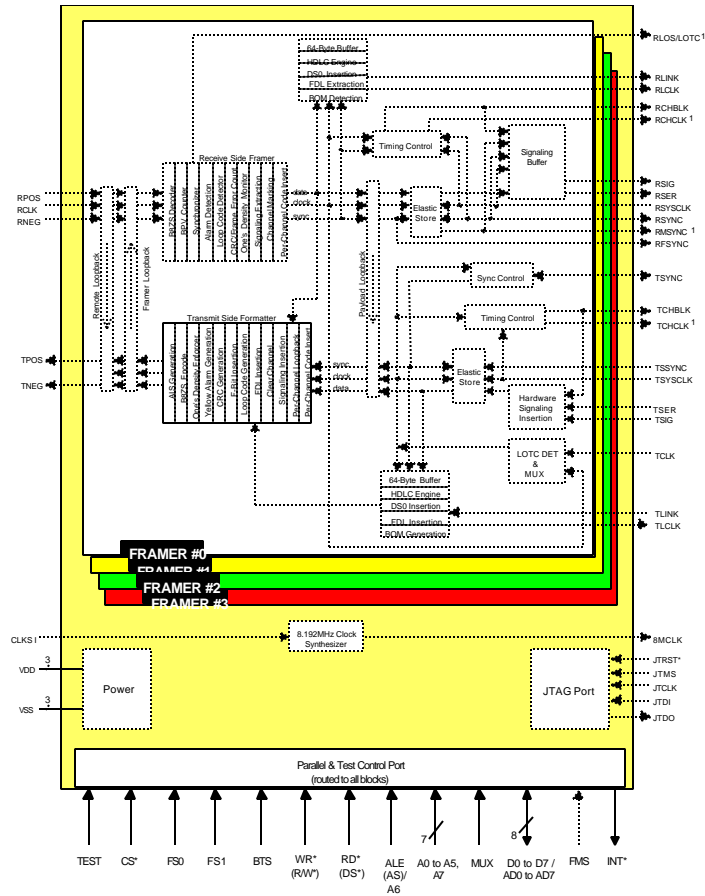 RLOS/LOTC 1
64-Byte Buffer
HDLC Engine
DS0 Insertion
FDL Extraction
BOM Detection
RLINK
RLCLK
RCHBLK
RCHCLK 1
Timing Control
Signaling
Buffer
Receive Side Framer
B8ZS Decoder
BPV Counter
Synchronizer
Alarm Detection
Loop Code Detector
CRC/Frame Error Count
One's Density Monitor
Signaling Extraction
Channel Marking
Per-Channel Code Insert
data
clock
sync
Elastic
Store
RPOS
RCLK
RNEG
RSIG
RSER
RSYSCLK
RSYNC
RMSYNC 1
RFSYNC
Remote Loopback
Framer Loopback
Payload Loopback
Sync Control
TSYNC
Timing Control
TCHBLK
TCHCLK 1
Transmit Side Formatter
AIS Generation
B8ZS Encode
One's Density Enforcer
Yellow Alarm Generation
CRC Generation
F-Bit Insertion
Loop Code Generation
FDL Insertion
Clear Channel
Signaling Insertion
Per-Channel Loopback
Per-Channel Code Insert
sync
clock
data
Elastic
Store
TPOS
TNEG
TSSYNC
TSYSCLK
Hardware
Signaling
Insertion
TSER
TSIG
LOTC DET
&
MUX
TCLK
64-Byte Buffer
HDLC Engine
DS0 Insertion
FDL Insertion
BOM Generation
TLINK
TLCLK
FRAMER #0
FRAMER #1
FRAMER #2
FRAMER #3
CLKSI
8.192MHz Clock
Synthesizer
8MCLK
VDD
3
VSS
3
Power
JTAG Port
JTRST*
JTMS
JTCLK
JTDI
JTDO
Parallel & Test Control Port
(routed to all blocks)
7
8
TEST
CS*
FS0
FS1
BTS
WR*
(R/W*)
RD*
(DS*)
ALE
(AS)/
A6
A0 to A5,
A7
MUX
D0 to D7 /
AD0 to AD7
FMS
INT*